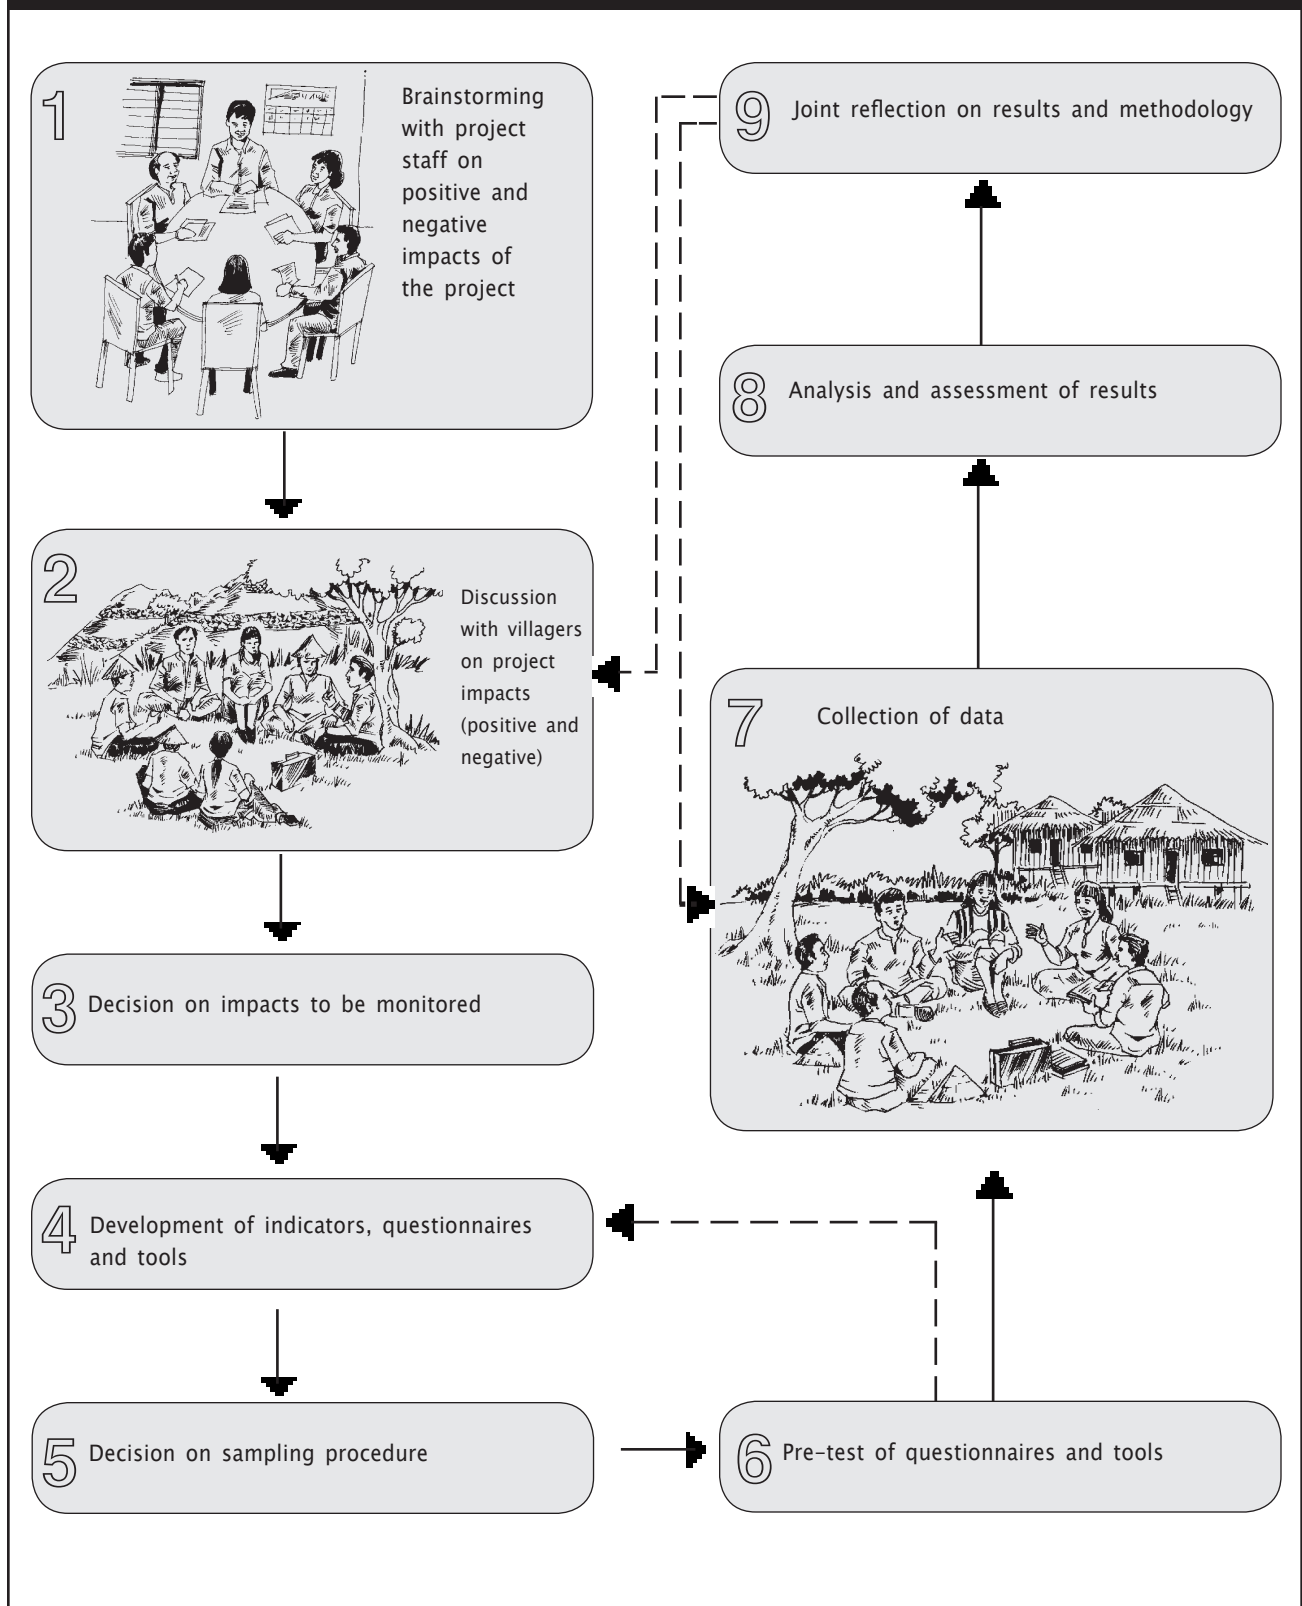 1
Brainstorming
with project
staff on
positive and
negative
impacts of
the project
2
Discussion
with villagers
on project
impacts
(positive and
negative)
3
Decision on impacts to be monitored
4
Development of indicators, questionnaires
and tools
5
Decision on sampling procedure
6
Pre-test of questionnaires and tools
7
Collection of data
8
Analysis and assessment of results
9
Joint reflection on results and methodology